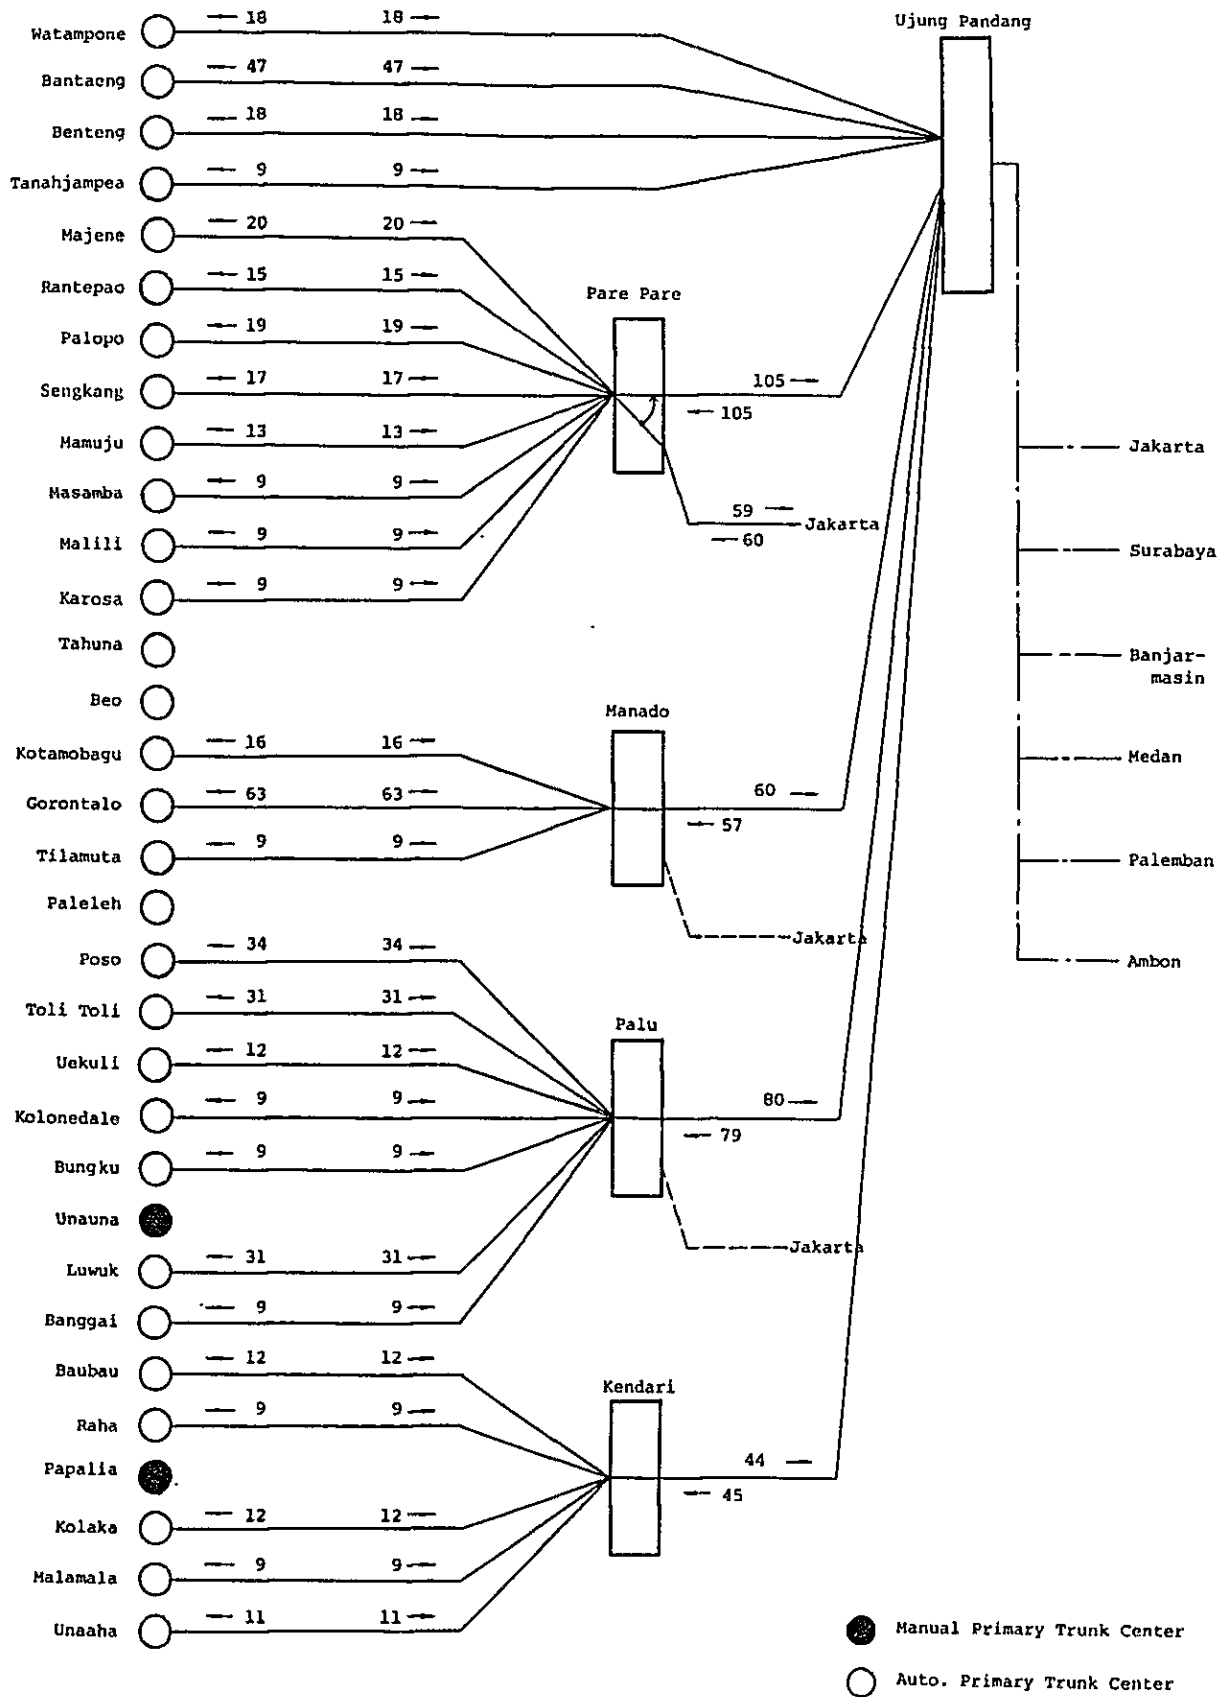 Ujung Pandang
Watampone 18 18
Bantaeng 47 47
Benteng 18 18
Tanahjampea 9 9
Majene 20 20
Rantepao 15 15
Pare Pare
Palopo 19 19
Sengkang 17 17 105
105
Mamuju 13 13
Jakarta
Masamba 9 9
59
Jakarta
60
Malili 9 9
Surabaya
Karosa 9 9
Tahuna
Banjar-
masin
Beo
Manado
Kotamobagu 16 16
Medan
Gorontalo 63 63 60
57
Tilamuta 9 9
Palemban
Paleleh
Jakarta
Poso 34 34
Ambon
Toli Toli 31 31
Palu
Uekuli 12 12
Kolonedale 9 9 80
79
Bungku 9 9
Unauna
Jakarta
Luwuk 31 31
Banggai 9 9
Baubau 12 12
Kendari
Raha 9 9
Papalia 44
45
Kolaka 12 12
Malamala 9 9
Unaaha 11 11
Manual Primary Trunk Center
Auto. Primary Trunk Center